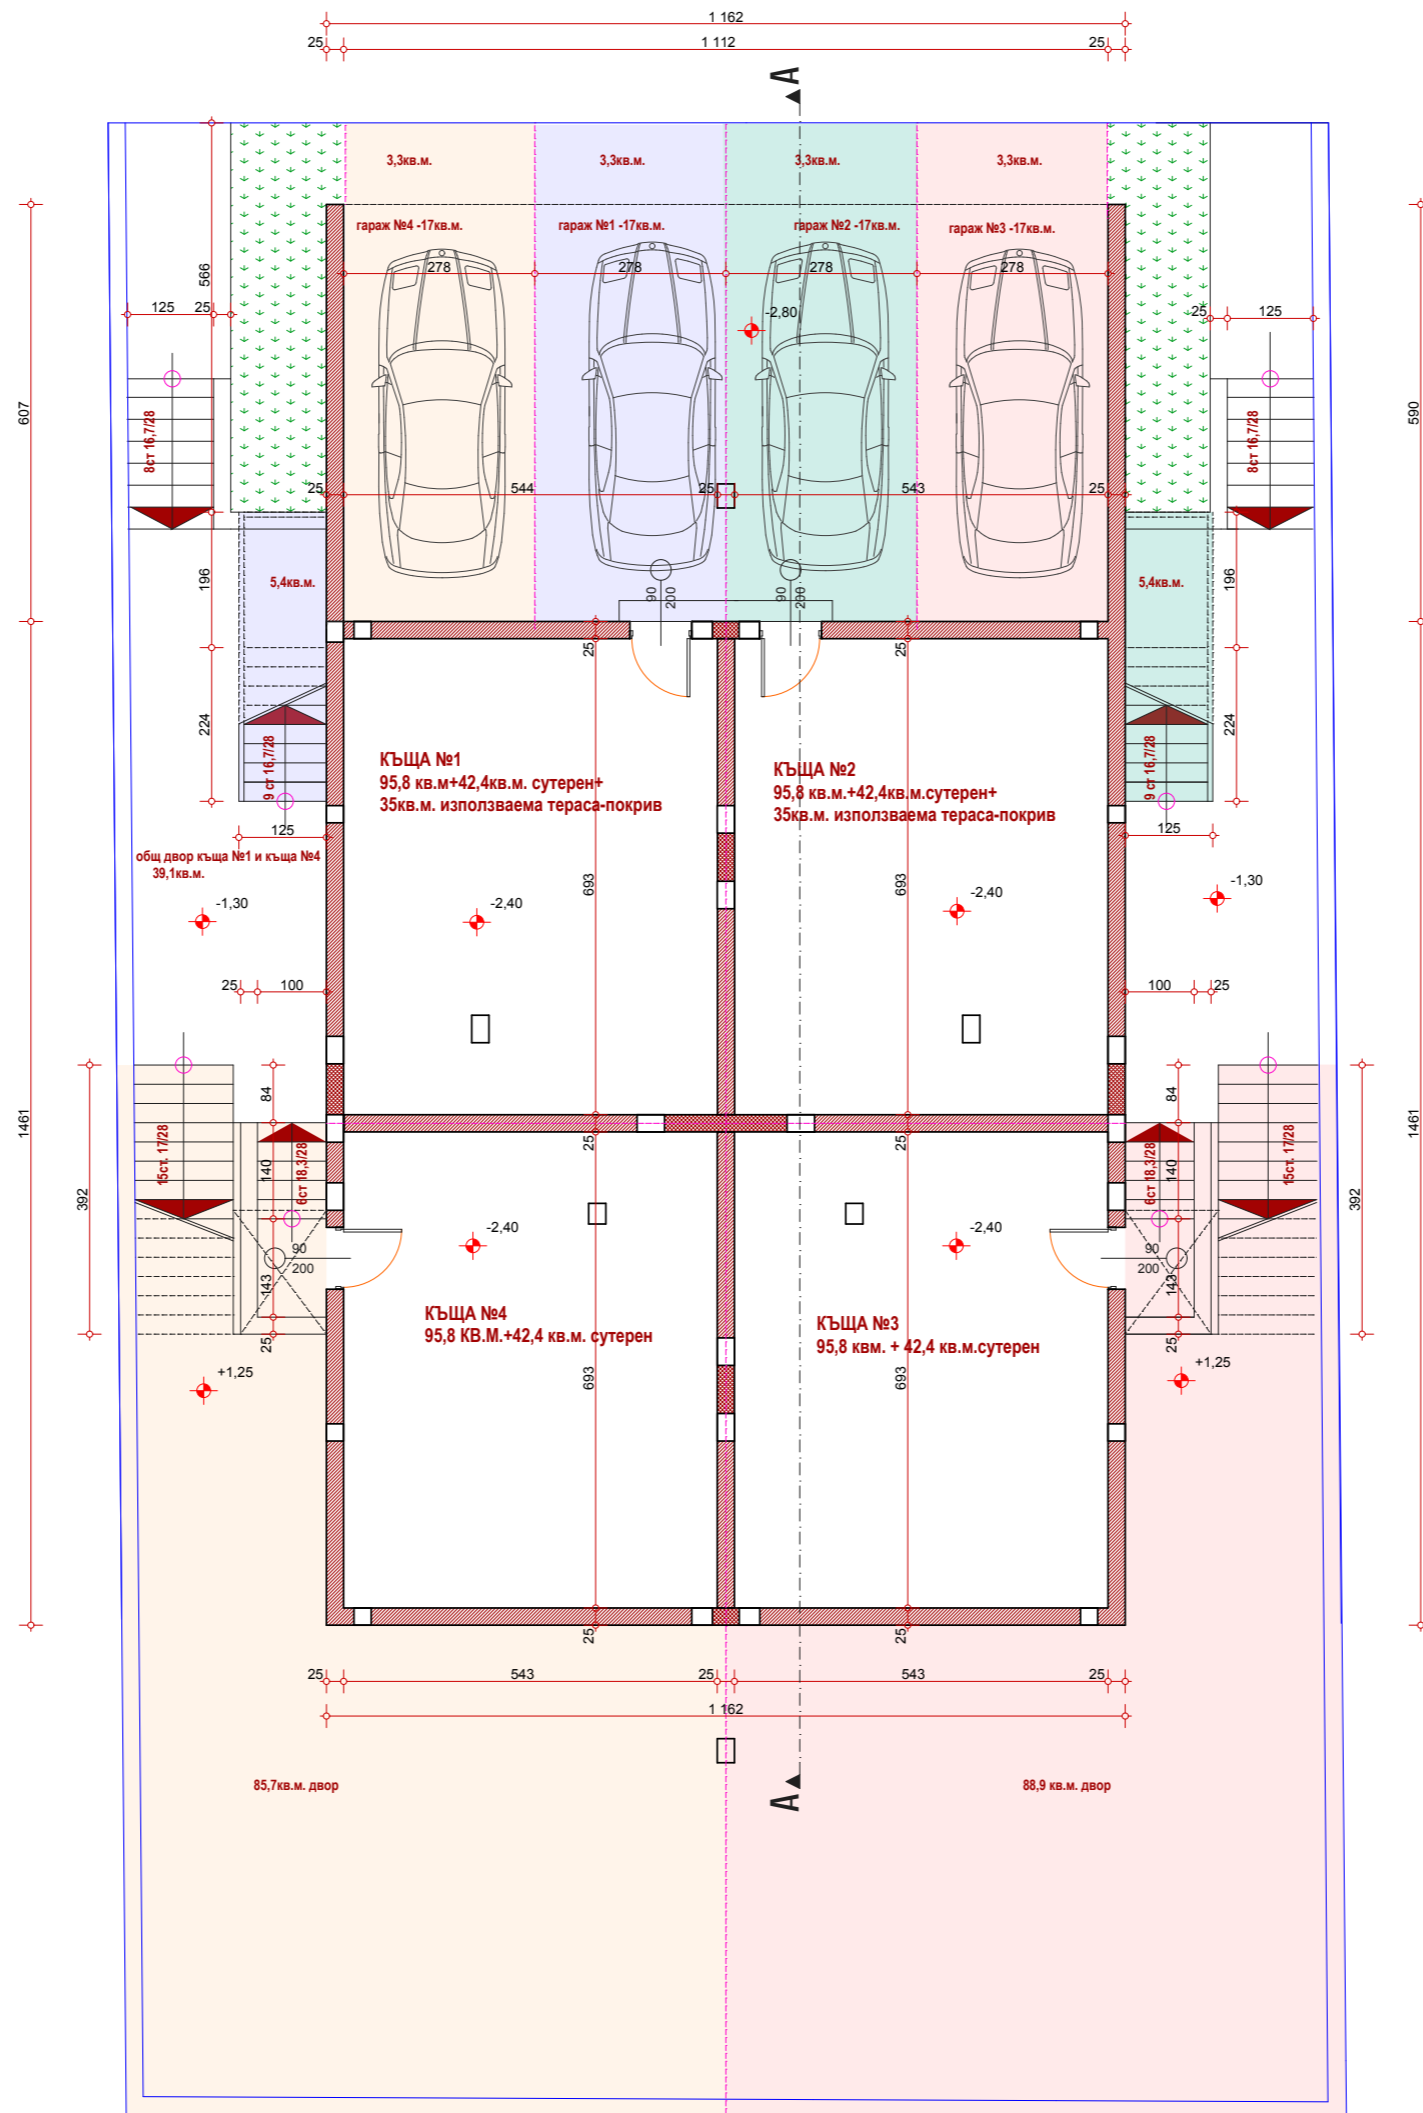 1 162
25
1 112
25
A
3,3кв.м.
3,3кв.м.
3,3кв.м.
3,3кв.м.
гараж №4 -17кв.м.
гараж №1 -17кв.м.
гараж №2 -17кв.м.
гараж №3 -17кв.м.
278
278
278
278
-2,80
566
125
25
25
125
607
590
8ст 16,7/28
8ст 16,7/28
25
544
25
543
25
196
5,4кв.м.
5,4кв.м.
196
90
200
90
200
25
25
224
9 ст 16,7/28
9 ст 16,7/28
224
КЪЩА №1
95,8 кв.м+42,4кв.м. сутерен+
35кв.м. използваема тераса-покрив
КЪЩА №2
95,8 кв.м.+42,4кв.м.сутерен+
35кв.м. използваема тераса-покрив
125
125
общ двор къща №1 и къща №4
39,1кв.м.
-1,30
-2,40
693
693
-2,40
-1,30
25
100
100
25
1461
1461
84
84
15ст. 17/28
6ст 18,3/28
140
25
25
6ст 18,3/28
140
15ст. 17/28
392
392
-2,40
-2,40
90
200
90
200
143
143
25
25
КЪЩА №4
95,8 КВ.М.+42,4 кв.м. сутерен
КЪЩА №3
95,8 квм. + 42,4 кв.м.сутерен
+1,25
+1,25
693
693
25
25
25
543
25
543
25
1 162
85,7кв.м. двор
88,9 кв.м. двор
A